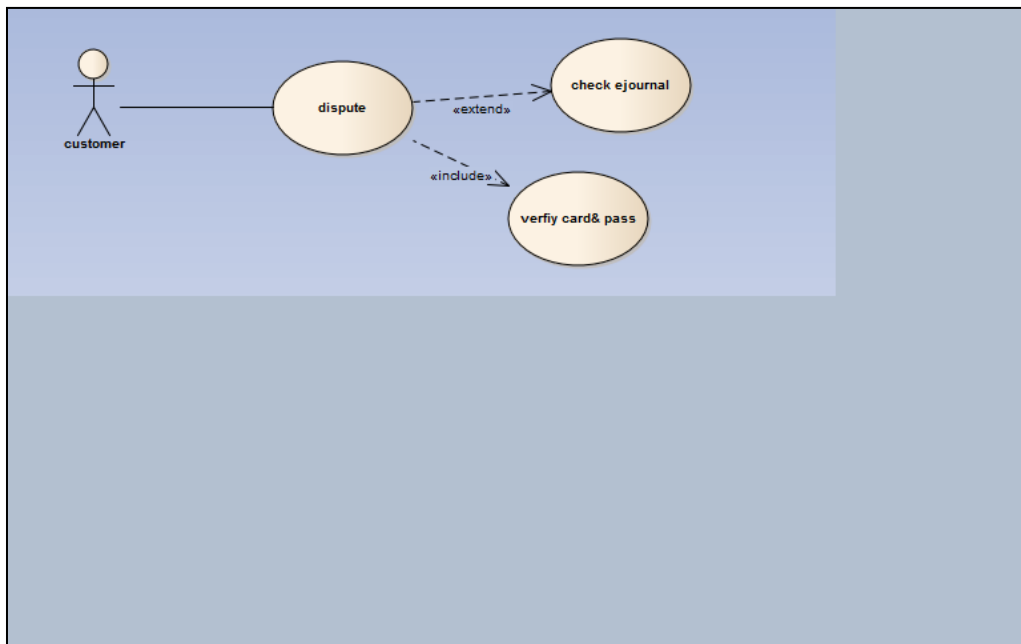 check ejournal
dispute
«extend»
customer
«include»
verfiy card& pass